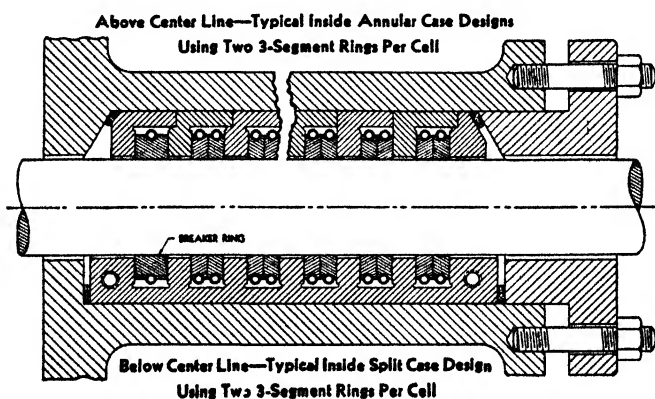 Above Center Line—Typical Inside Annular Case Designs
Using Two 3-Segment Rings Per Cell
BREAKER RING
Below Center Line—Typical Inside Split Case Design
Using Two 3-Segment Rings Per Cell